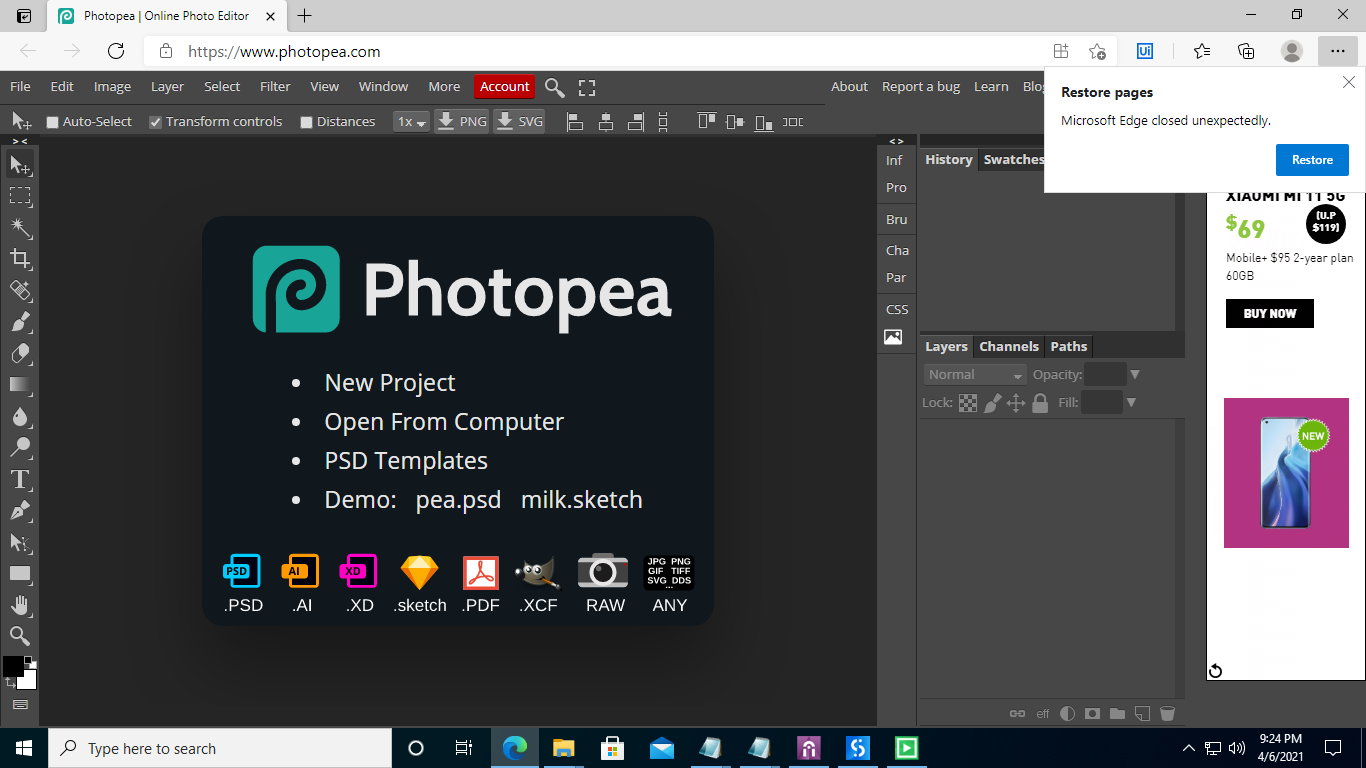 Photopea | Online Photo Editor
https://www.photopea.com
File Edit Image Layer Select Filter View Window More Account
About Report a bug Learn Blog
Restore pages
Microsoft Edge closed unexpectedly.
Restore
Auto-Select Transform controls Distances 1x PNG SVG
> <
< >
Inf
Pro
Bru
Cha
Par
CSS
History Swatches
XIAUMI MI 11 5G
$69
(U.P
$119)
Mobile+ $95 2-year plan
60GB
BUY NOW
NEW
Photopea
New Project
Open From Computer
PSD Templates
Demo: pea.psd milk.sketch
PSD AI XD
JPG PNG
GIF TIFF
SVG DDS
...
.PSD .AI .XD .sketch .PDF .XCF RAW ANY
Layers Channels Paths
Normal Opacity:
Lock: Fill:
eff
Type here to search
9:24 PM
4/6/2021